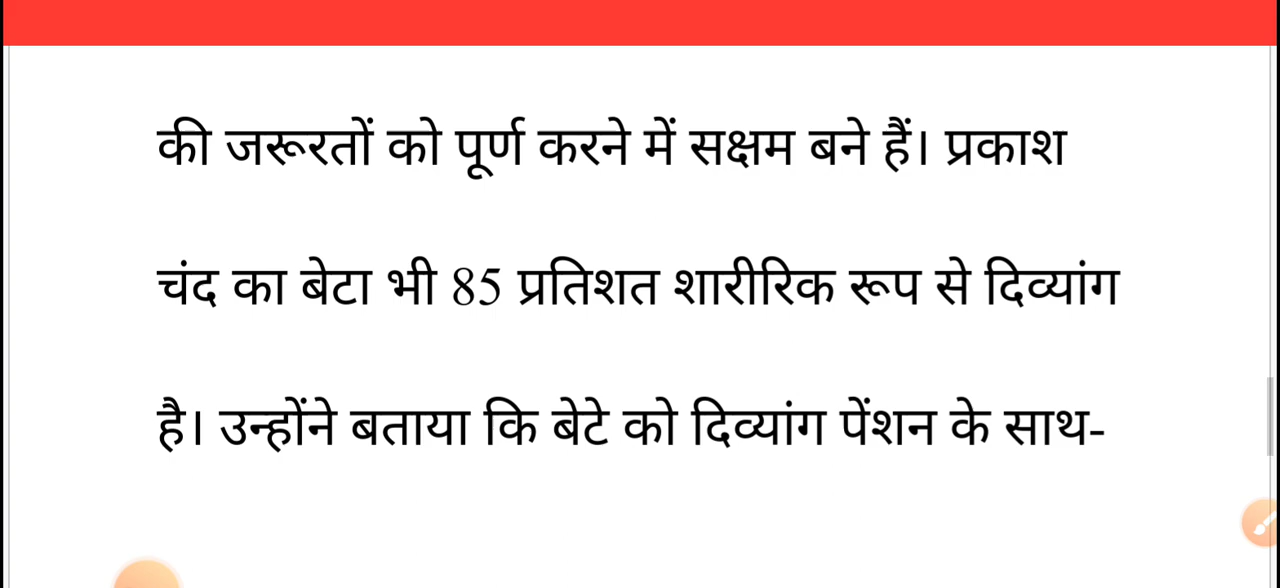 की जरूरतों को पूर्ण करने में सक्षम बने हैं। प्रकाश
चंद का बेटा भी 85 प्रतिशत शारीरिक रूप से दिव्यांग
है। उन्होंने बताया कि बेटे को दिव्यांग पेंशन के साथ-